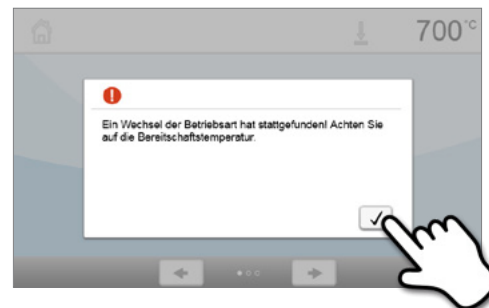 700 °C
Ein Wechsel der Betriebsart hat stattgefunden! Achten Sie
auf die Bereitschaftstemperatur.